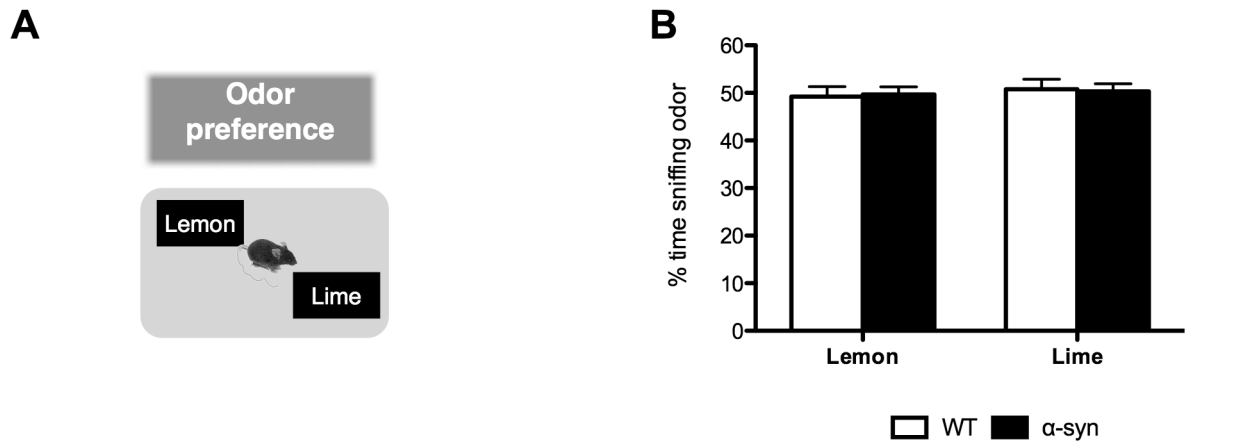 A
Odor
preference
Lemon
Lime
B
% time sniffing odor
60
50
40
30
20
10
0
Lemon
Lime
WT
α-syn